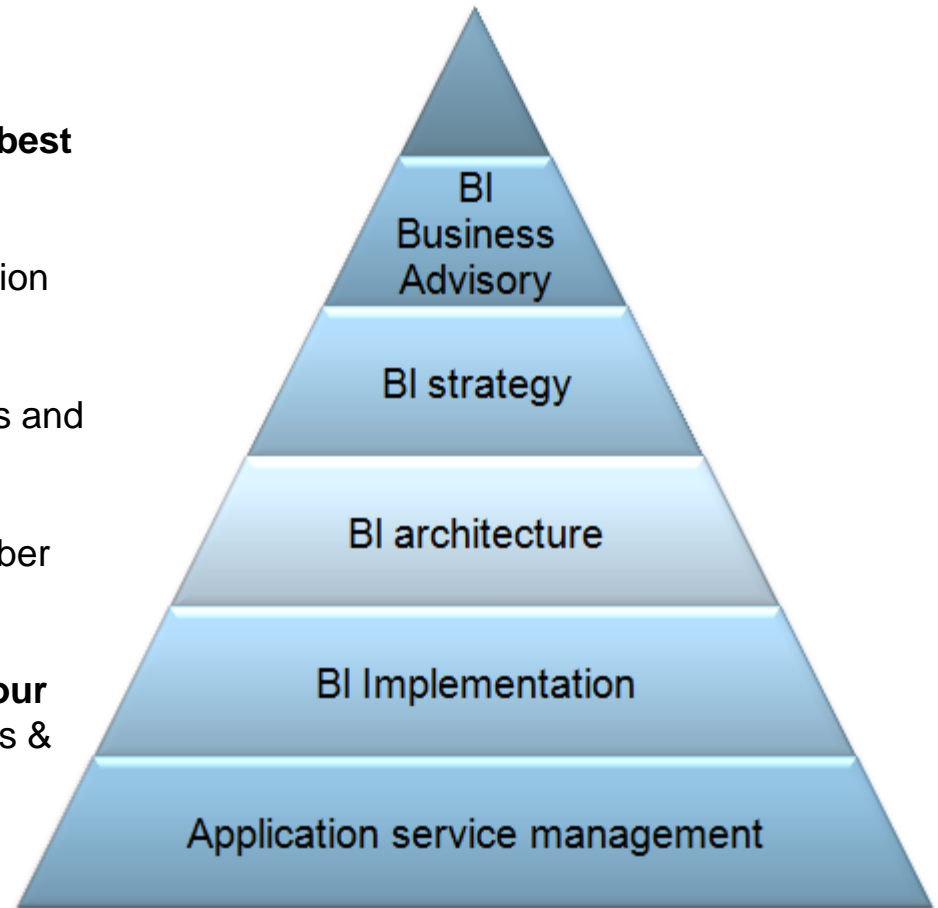 best
ion
s and
ber
our
s &
BI
Business
Advisory
BI strategy
BI architecture
BI Implementation
Application service management